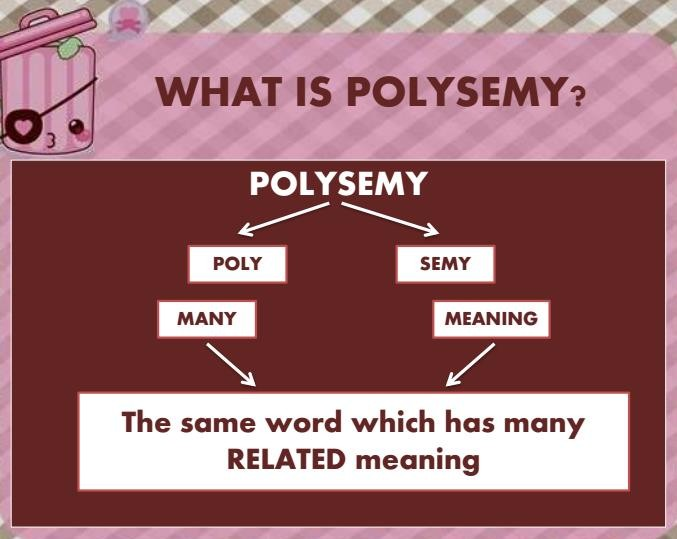 WHAT IS POLYSEMY?
POLYSEMY
POLY
SEMY
MANY
MEANING
The same word which has many
RELATED meaning